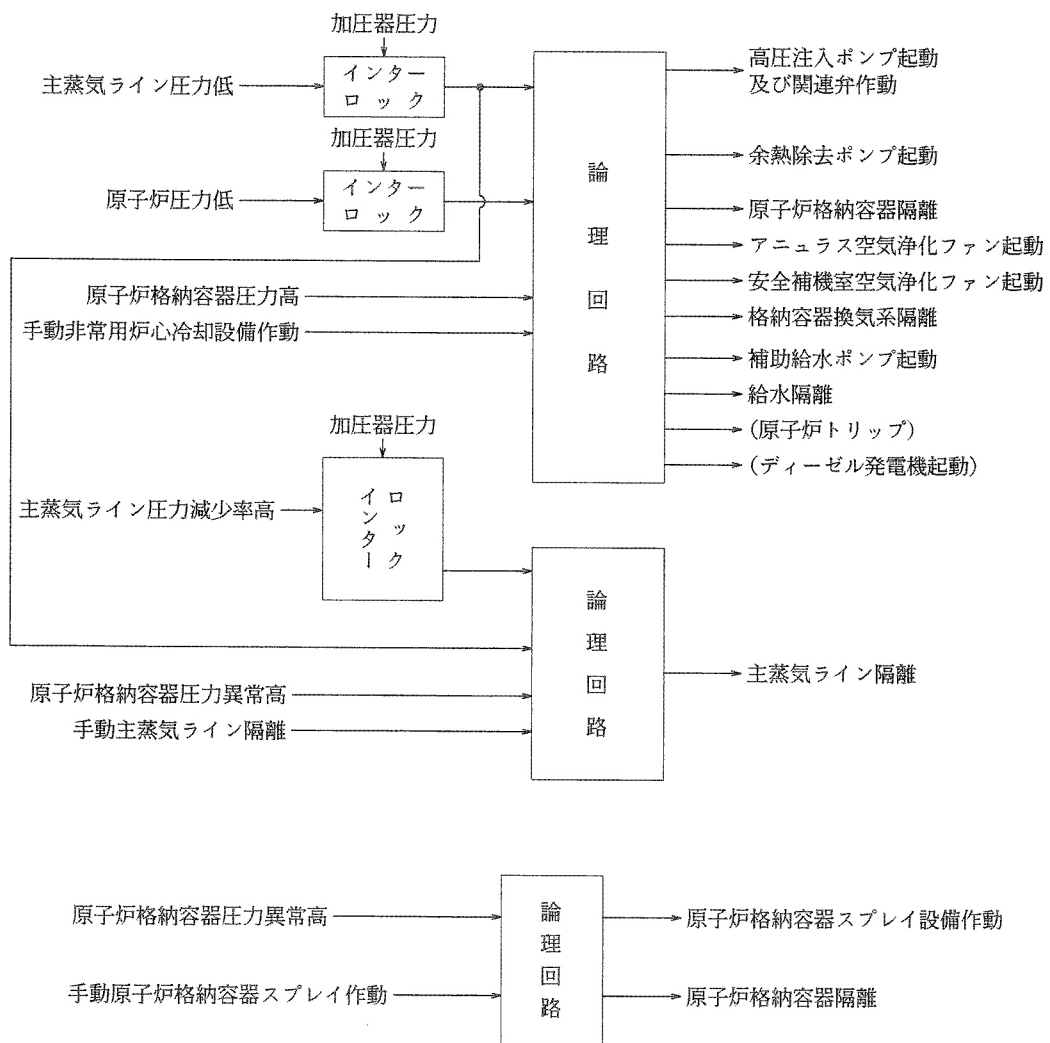 加圧器圧力
主蒸気ライン圧力低
インター
ロック
加圧器圧力
原子炉圧力低
インター
ロック
原子炉格納容器圧力高
手動非常用炉心冷却設備作動
論理回路
高圧注入ポンプ起動
及び関連弁作動
余熱除去ポンプ起動
原子炉格納容器隔離
アニュラス空気浄化ファン起動
安全補機室空気浄化ファン起動
格納容器換気系隔離
補助給水ポンプ起動
給水隔離
(原子炉トリップ)
(ディーゼル発電機起動)
加圧器圧力
主蒸気ライン圧力減少率高
インター
ロック
原子炉格納容器圧力異常高
手動主蒸気ライン隔離
論理回路
主蒸気ライン隔離
原子炉格納容器圧力異常高
手動原子炉格納容器スプレイ作動
論理回路
原子炉格納容器スプレイ設備作動
原子炉格納容器隔離